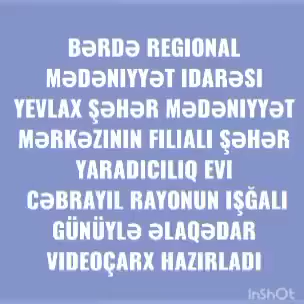 BƏRDƏ REGIONAL
MƏDƏNIYYƏT IDARƏSI
YEVLAX ŞƏHƏR MƏDƏNIYYƏT
MƏRKƏZININ FILIALI ŞƏHƏR
YARADICILIQ EVI
CƏBRAYIL RAYONUN IŞĞALI
GÜNÜYLƏ ƏLAQƏDAR
VIDEOÇARX HAZIRLADI
InShOt